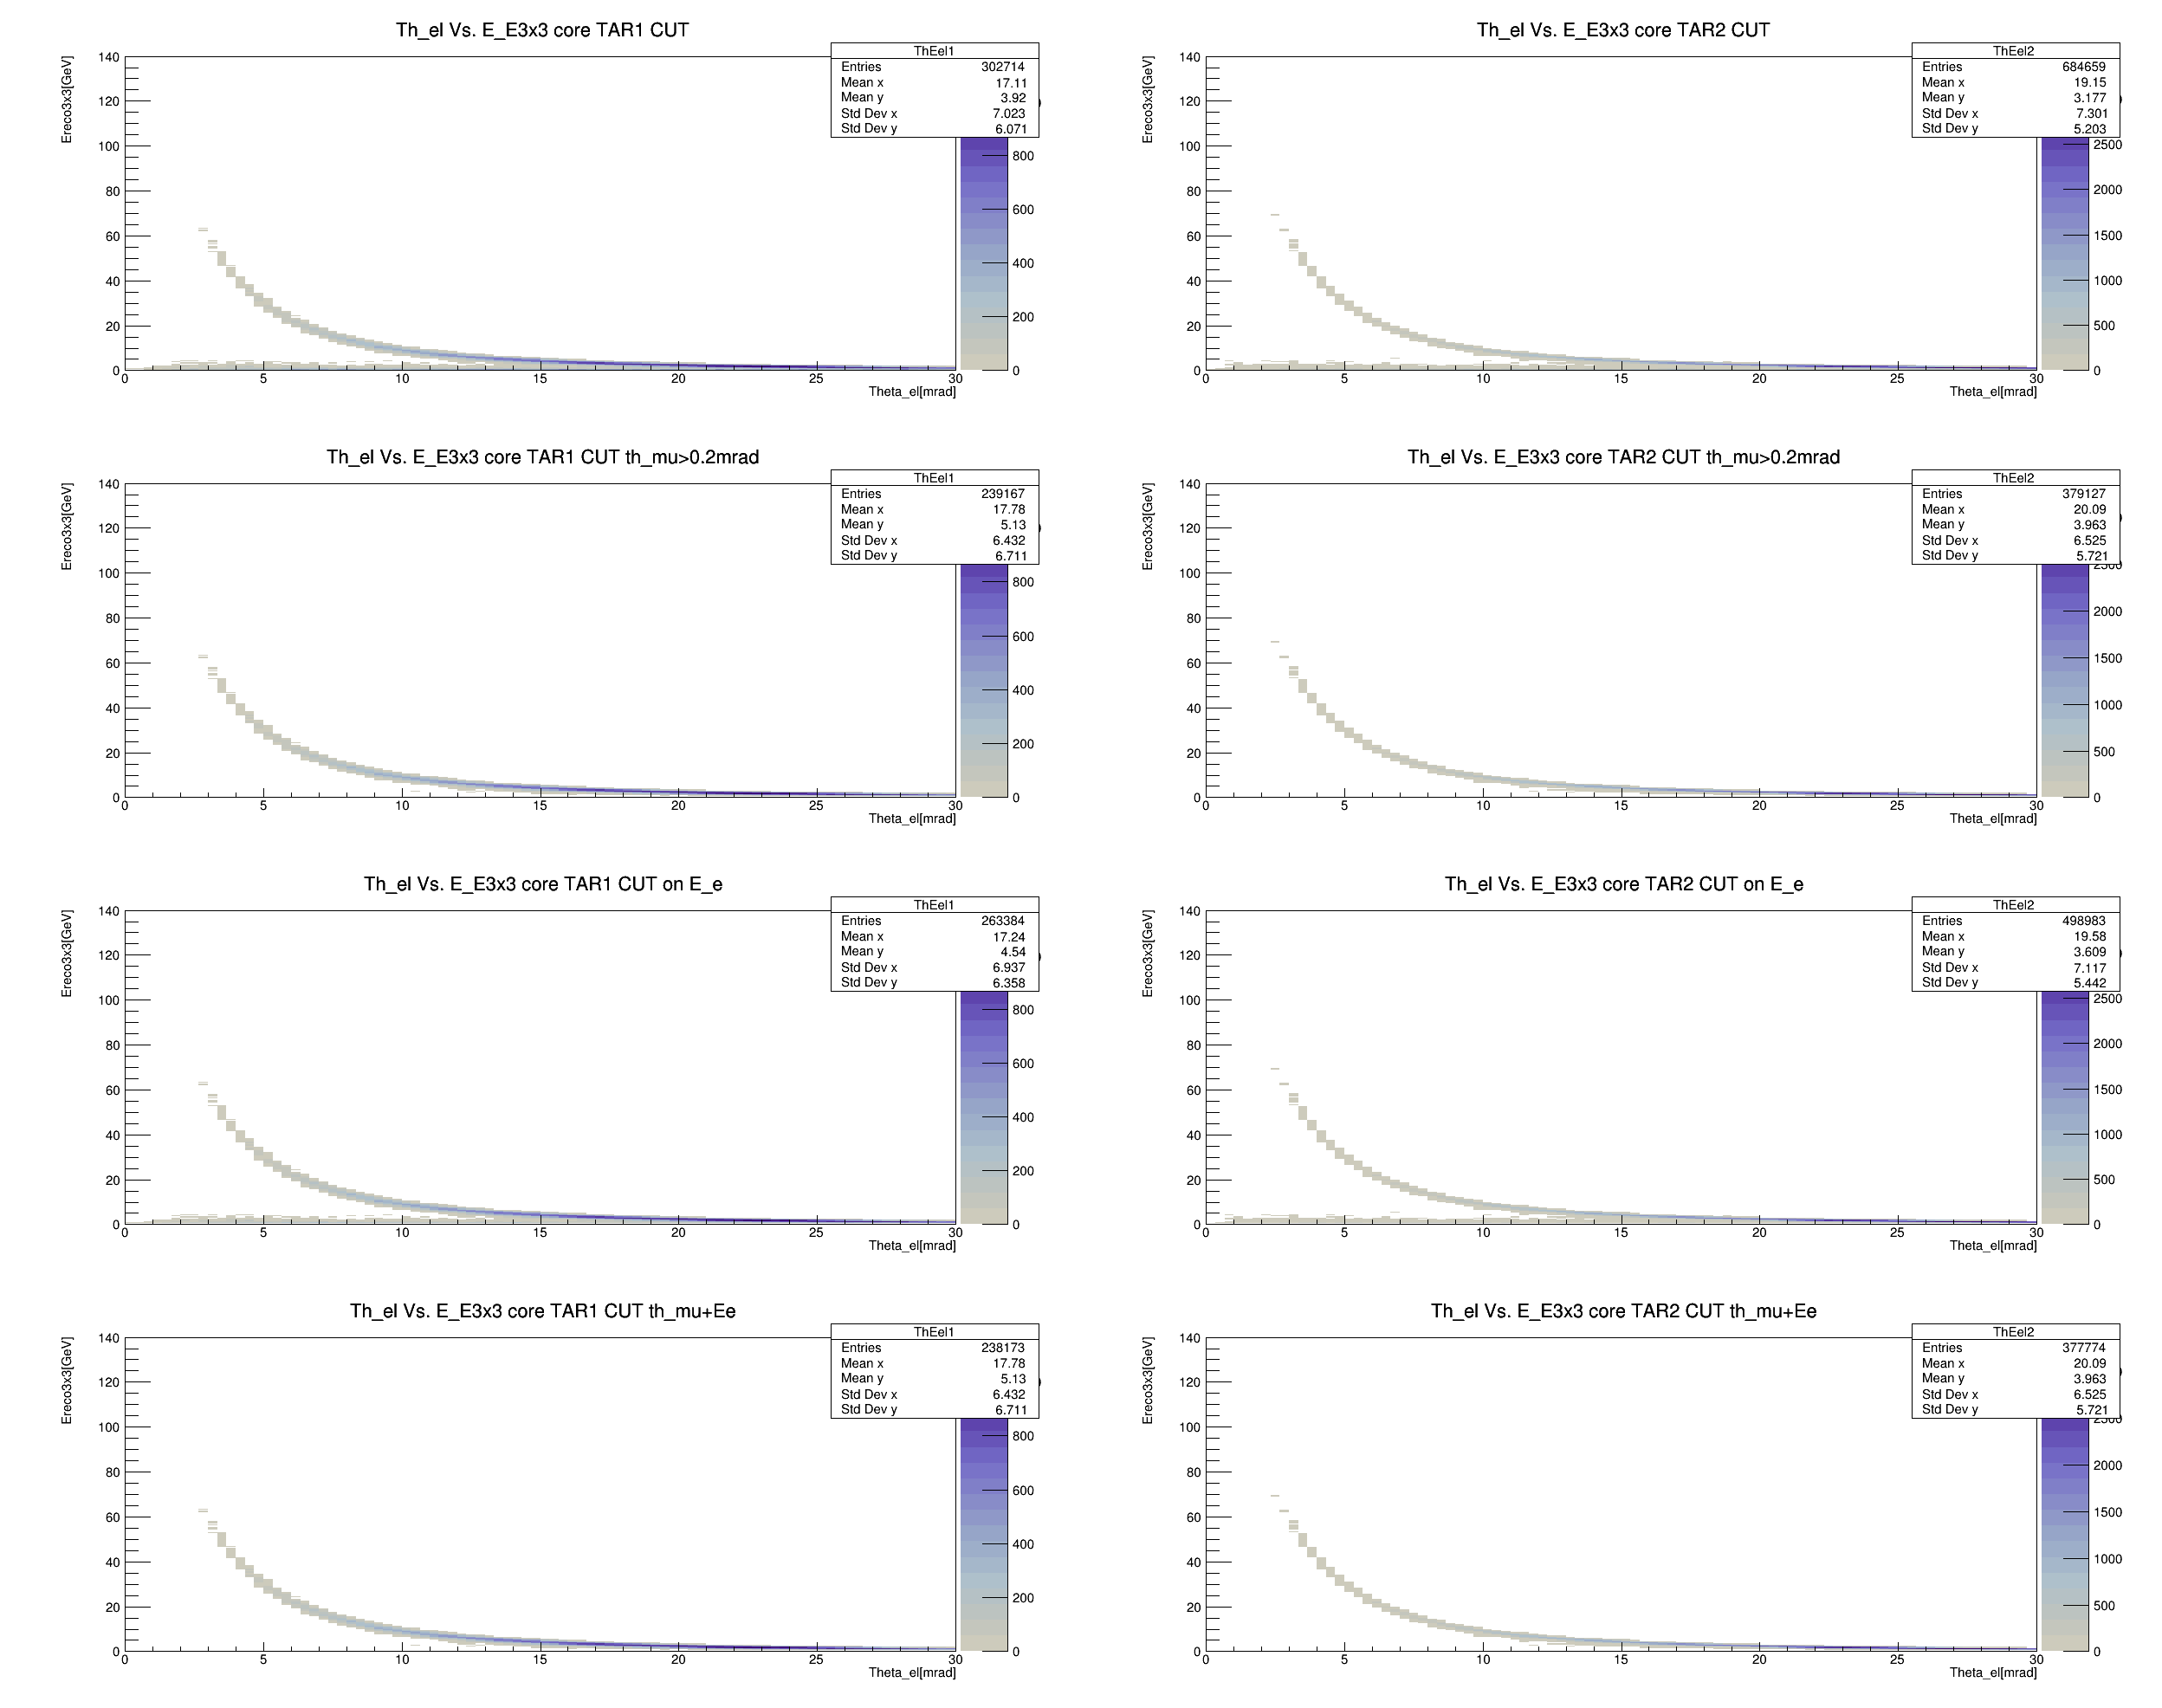 Th_el Vs. E_E3x3 core TAR1 CUT
ThEel1
Entries 302714
Mean x 17.11
Mean y 3.92
Std Dev x 7.023
Std Dev y 6.071
Ereco3x3[GeV]
140
120
100
80
60
40
20
0
0 5 10 15 20 25 30
Theta_el[mrad]
800
600
400
200
0
Th_el Vs. E_E3x3 core TAR2 CUT
ThEel2
Entries 684659
Mean x 19.15
Mean y 3.177
Std Dev x 7.301
Std Dev y 5.203
Ereco3x3[GeV]
140
120
100
80
60
40
20
0
0 5 10 15 20 25 30
Theta_el[mrad]
2500
2000
1500
1000
500
0
Th_el Vs. E_E3x3 core TAR1 CUT th_mu>0.2mrad
ThEel1
Entries 239167
Mean x 17.78
Mean y 5.13
Std Dev x 6.432
Std Dev y 6.711
Ereco3x3[GeV]
140
120
100
80
60
40
20
0
0 5 10 15 20 25 30
Theta_el[mrad]
800
600
400
200
0
Th_el Vs. E_E3x3 core TAR2 CUT th_mu>0.2mrad
ThEel2
Entries 379127
Mean x 20.09
Mean y 3.963
Std Dev x 6.525
Std Dev y 5.721
Ereco3x3[GeV]
140
120
100
80
60
40
20
0
0 5 10 15 20 25 30
Theta_el[mrad]
2500
2000
1500
1000
500
0
Th_el Vs. E_E3x3 core TAR1 CUT on E_e
ThEel1
Entries 263384
Mean x 17.24
Mean y 4.54
Std Dev x 6.937
Std Dev y 6.358
Ereco3x3[GeV]
140
120
100
80
60
40
20
0
0 5 10 15 20 25 30
Theta_el[mrad]
800
600
400
200
0
Th_el Vs. E_E3x3 core TAR2 CUT on E_e
ThEel2
Entries 498983
Mean x 19.58
Mean y 3.609
Std Dev x 7.117
Std Dev y 5.442
Ereco3x3[GeV]
140
120
100
80
60
40
20
0
0 5 10 15 20 25 30
Theta_el[mrad]
2500
2000
1500
1000
500
0
Th_el Vs. E_E3x3 core TAR1 CUT th_mu+Ee
ThEel1
Entries 238173
Mean x 17.78
Mean y 5.13
Std Dev x 6.432
Std Dev y 6.711
Ereco3x3[GeV]
140
120
100
80
60
40
20
0
0 5 10 15 20 25 30
Theta_el[mrad]
800
600
400
200
0
Th_el Vs. E_E3x3 core TAR2 CUT th_mu+Ee
ThEel2
Entries 377774
Mean x 20.09
Mean y 3.963
Std Dev x 6.525
Std Dev y 5.721
Ereco3x3[GeV]
140
120
100
80
60
40
20
0
0 5 10 15 20 25 30
Theta_el[mrad]
2500
2000
1500
1000
500
0